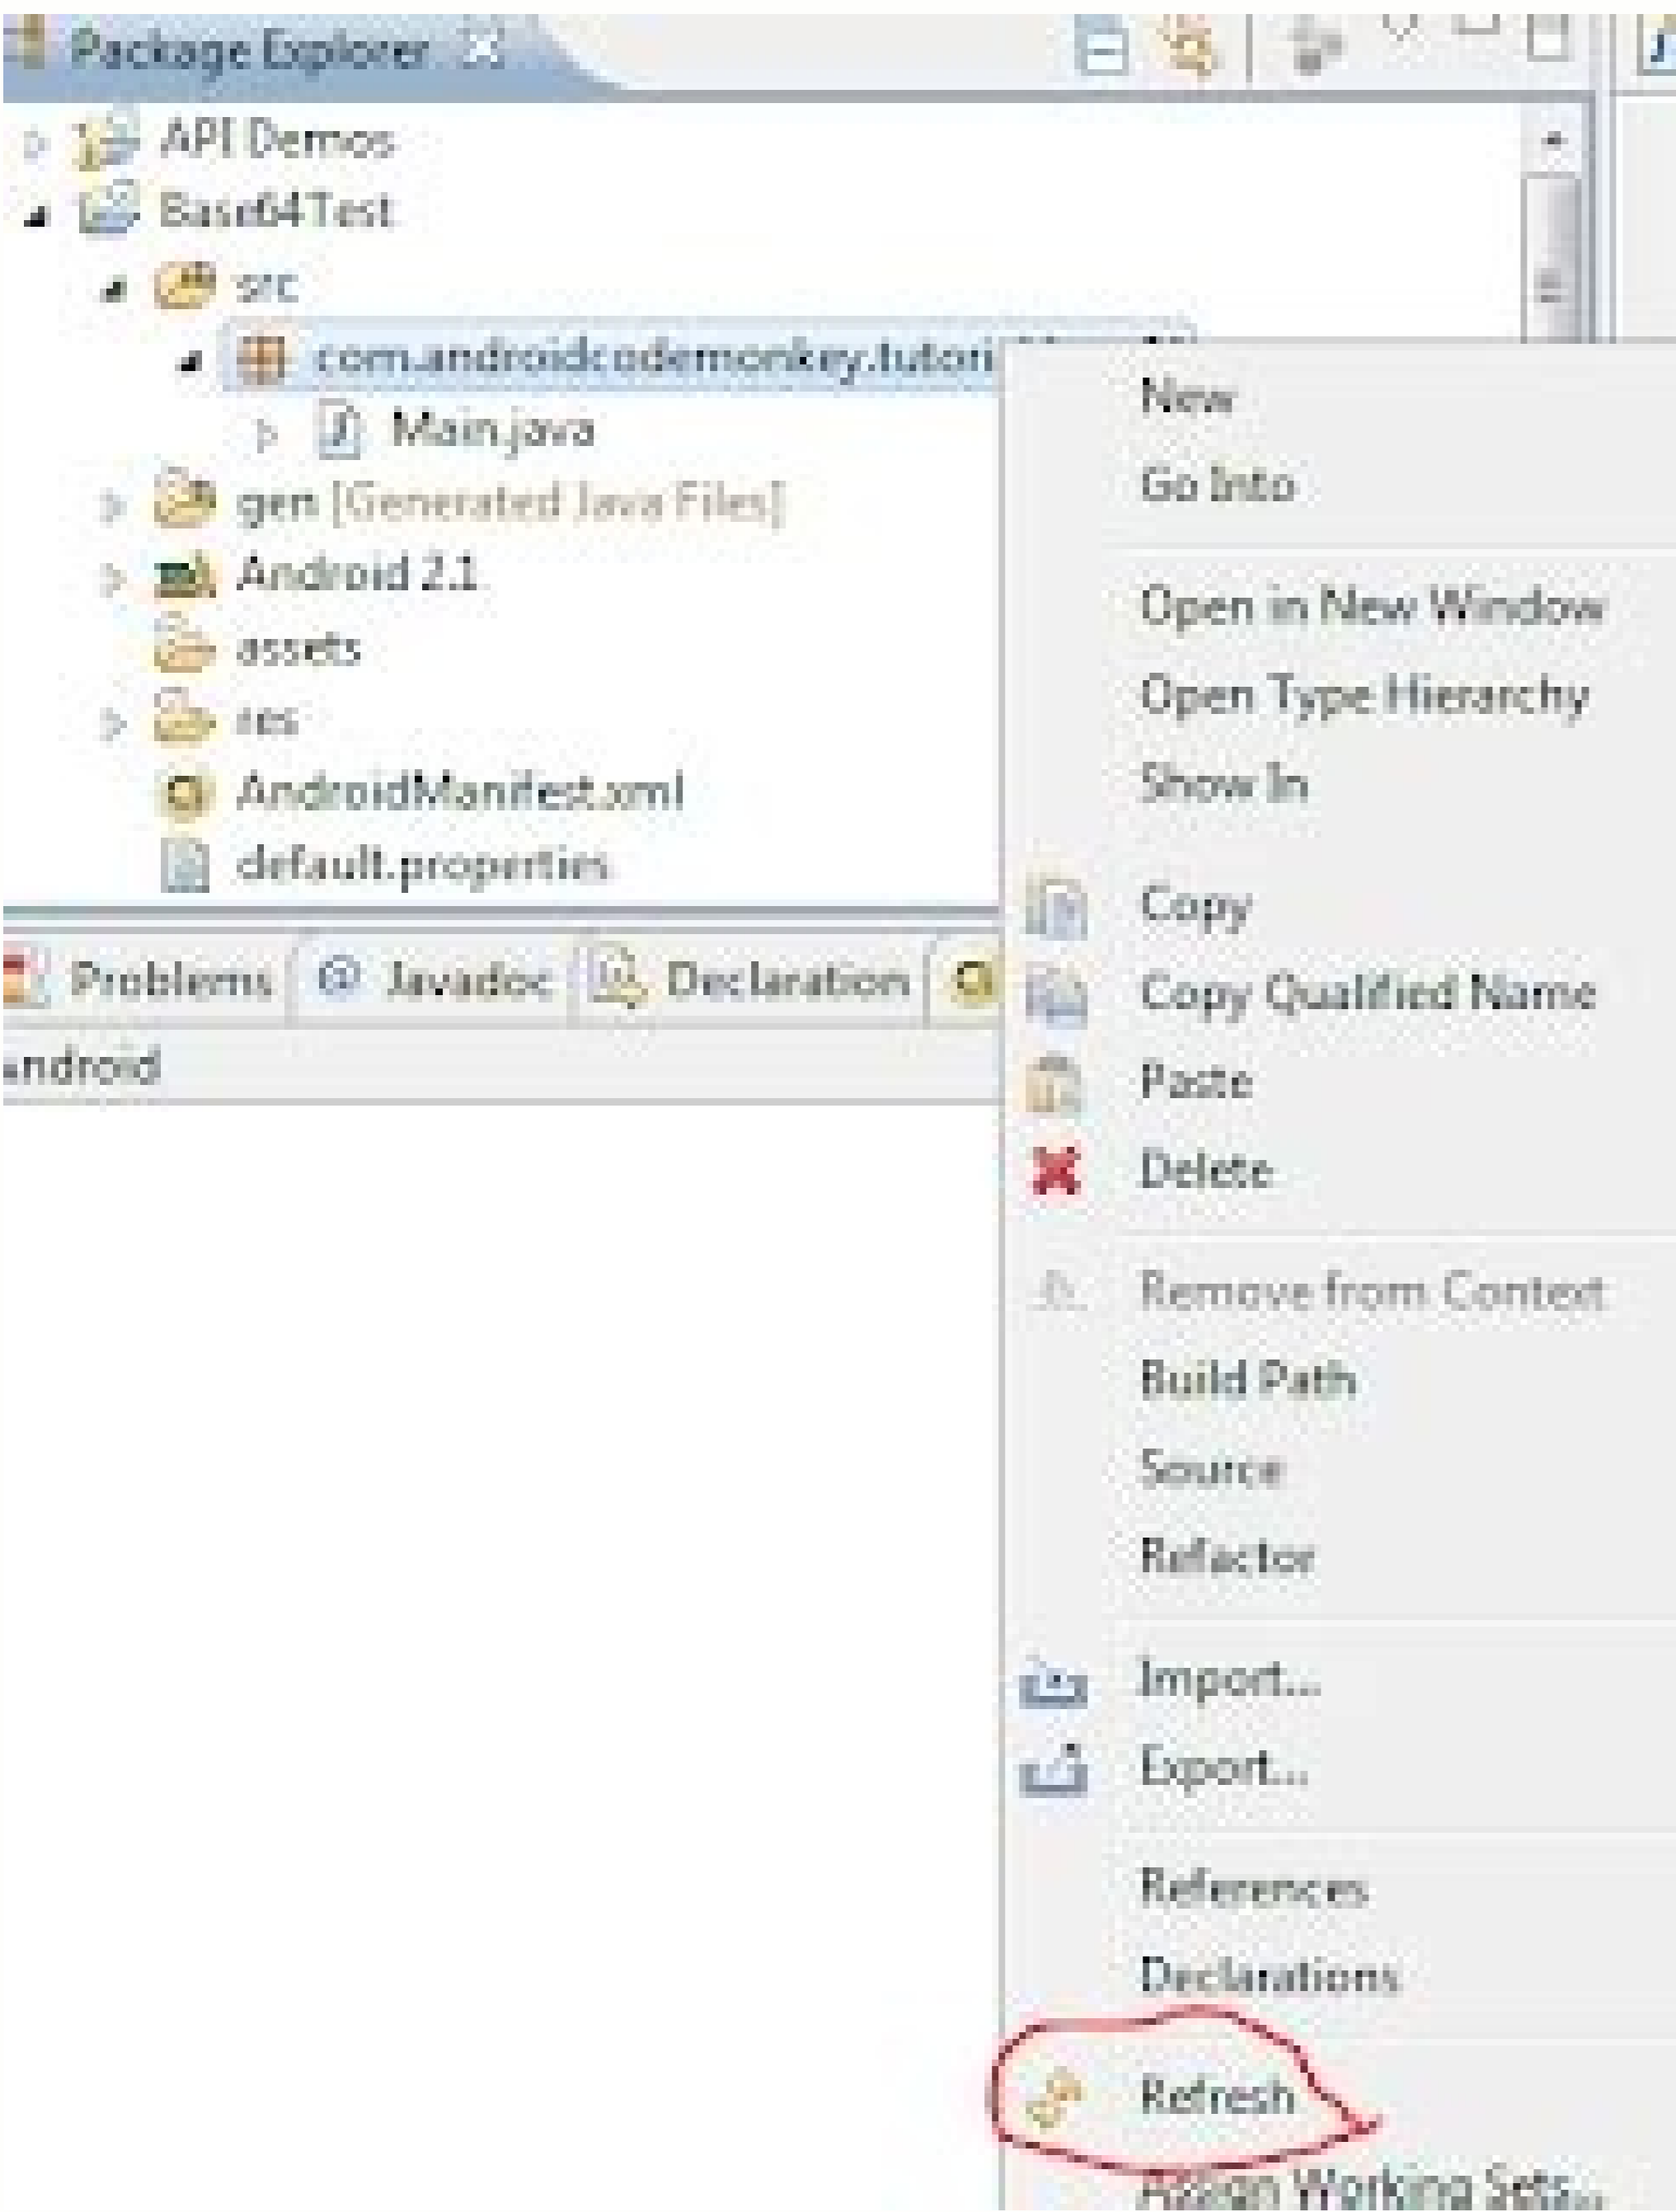 Package Explorer
API Demos
Base64Test
src
com.androidcodemonkey.tutori
Main.java
gen [Generated Java Files]
Android 2.1
assets
res
AndroidManifest.xml
default.properties
Problems
Javadoc
Declaration
android
New
Go Into
Open in New Window
Open Type Hierarchy
Show In
Copy
Copy Qualified Name
Paste
Delete
Remove from Context
Build Path
Source
Refactor
Import...
Export...
References
Declarations
Refresh
Assign Working Sets...